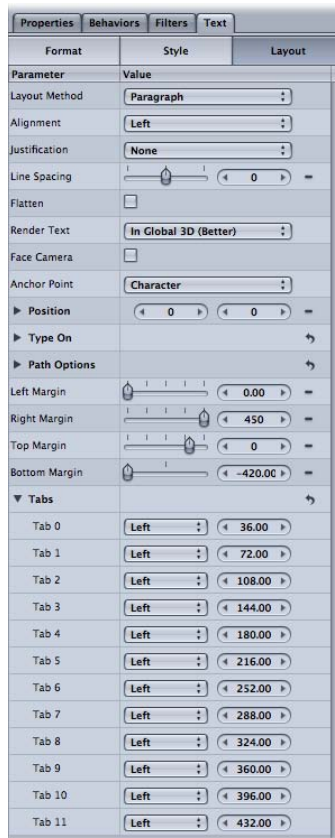 Properties Behaviors Filters Text
Format Style Layout
Parameter Value
Layout Method Paragraph
Alignment Left
Justification None
Line Spacing 0
Flatten
Render Text In Global 3D (Better)
Face Camera
Anchor Point Character
Position 0 0
Type On
Path Options
Left Margin 0.00
Right Margin 450
Top Margin 0
Bottom Margin -420.00
Tabs
Tab 0 Left 36.00
Tab 1 Left 72.00
Tab 2 Left 108.00
Tab 3 Left 144.00
Tab 4 Left 180.00
Tab 5 Left 216.00
Tab 6 Left 252.00
Tab 7 Left 288.00
Tab 8 Left 324.00
Tab 9 Left 360.00
Tab 10 Left 396.00
Tab 11 Left 432.00